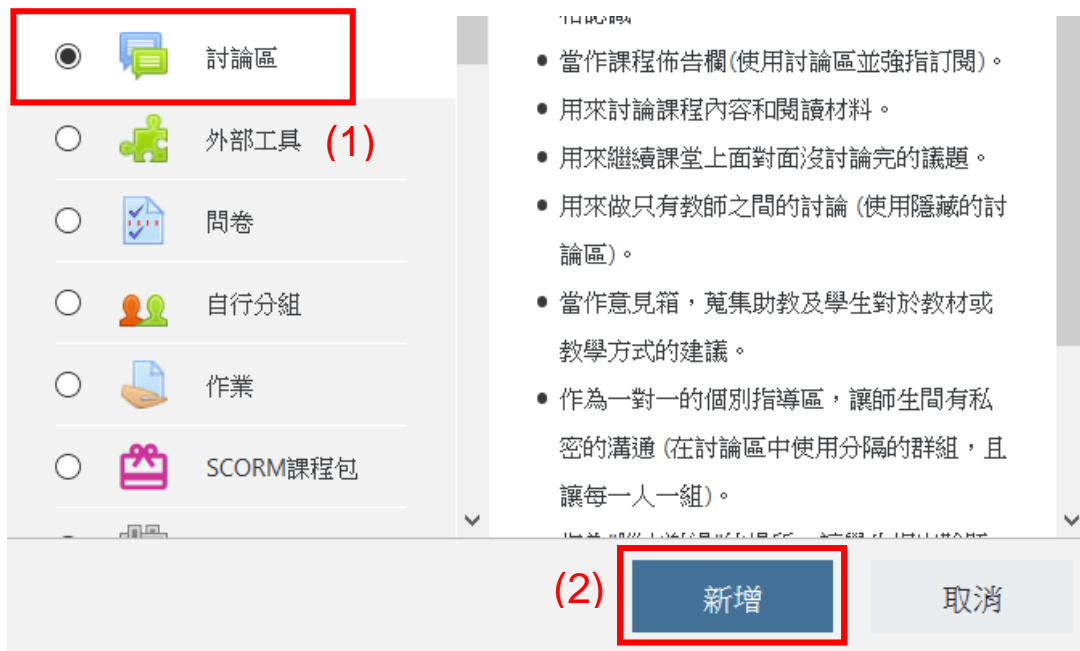 討論區
外部工具 (1)
問卷
自行分組
作業
SCORM課程包
當作課程佈告欄(使用討論區並強指訂閱)。
用來討論課程內容和閱讀材料。
用來繼續課堂上面對面沒討論完的議題。
用來做只有教師之間的討論 (使用隱藏的討
論區)。
當作意見箱，蒐集助教及學生對於教材或
教學方式的建議。
作為一對一的個別指導區，讓師生間有私
密的溝通 (在討論區中使用分隔的群組，且
讓每一人一組)。
(2) 新增 取消